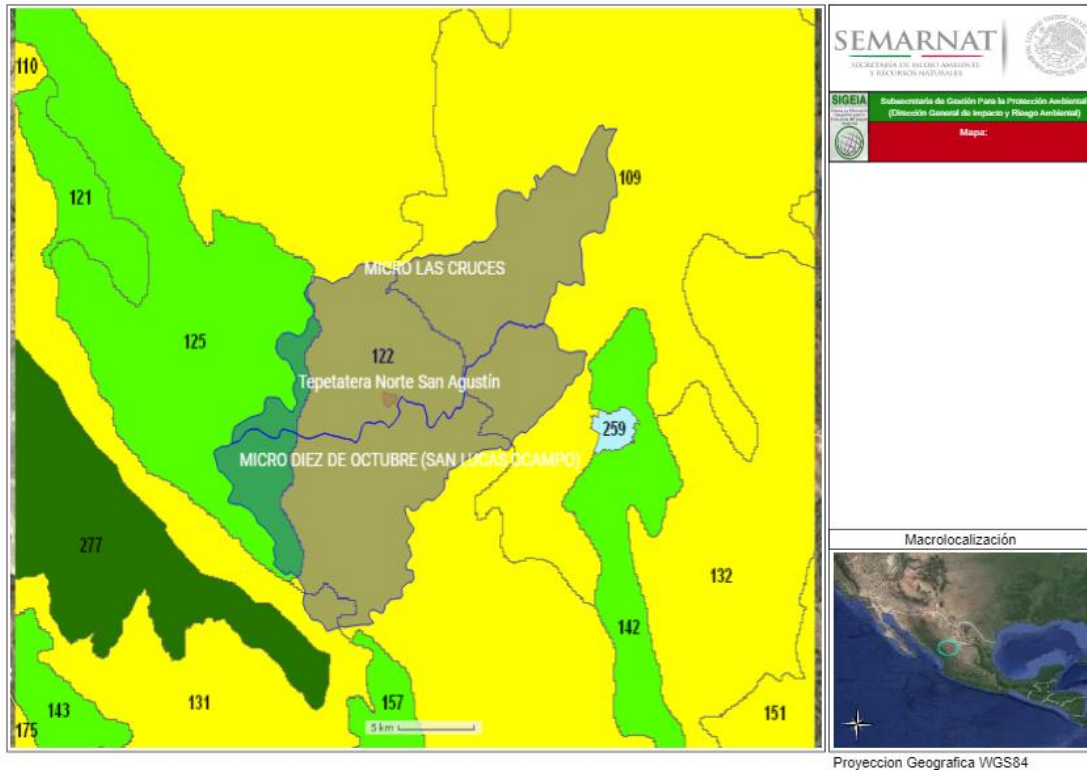 110
121
109
MICRO LAS CRUCES
125
122
Tepetatera Norte San Agustín
259
MICRO DIEZ DE OCTUBRE (SAN LUCAS OCAMPO)
277
132
142
143
131
157
175
151
5 km
SEMARNAT
SECRETARÍA DE MEDIO AMBIENTE
Y RECURSOS NATURALES
SIGEIA
Subsecretaria de Gestión Para la Protección Ambiental
(Dirección General de Impacto y Riesgo Ambiental)
Mapa:
Macrolocalización
Proyeccion Geografica WGS84